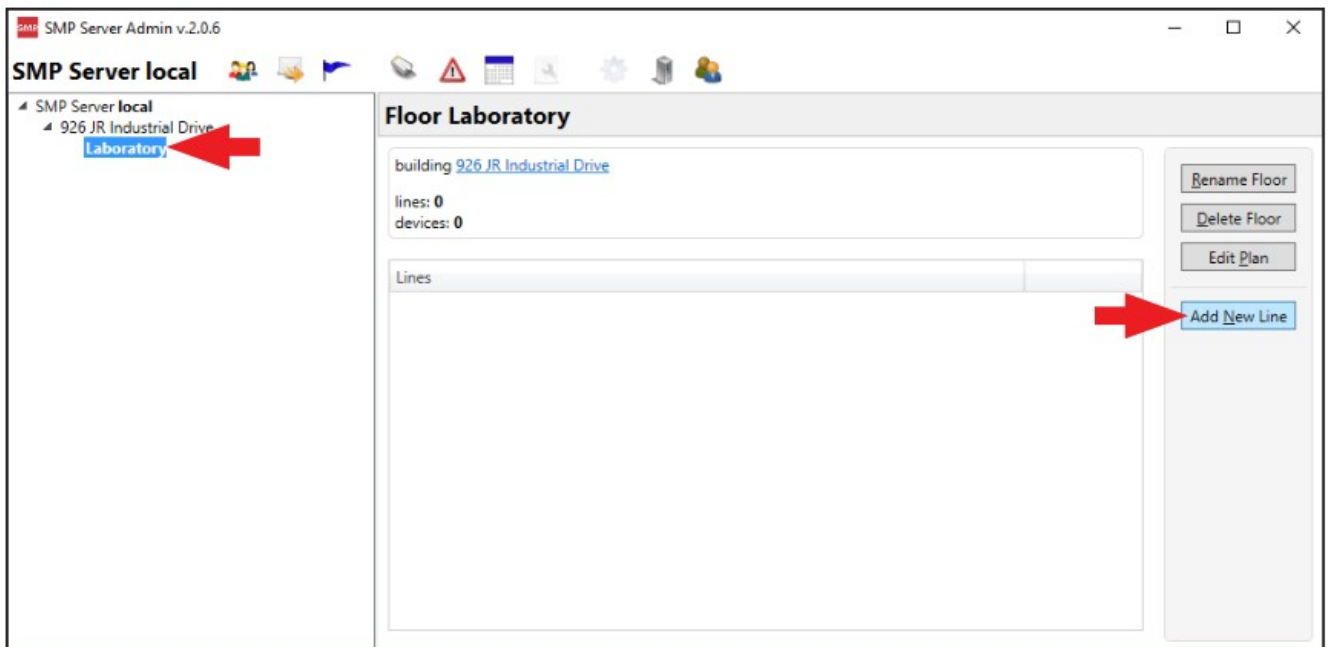 SMP SMP Server Admin v.2.0.6
SMP Server local
SMP Server local
926 JR Industrial Drive
Laboratory
Floor Laboratory
building 926 JR Industrial Drive
lines: 0
devices: 0
Lines
Rename Floor
Delete Floor
Edit Plan
Add New Line